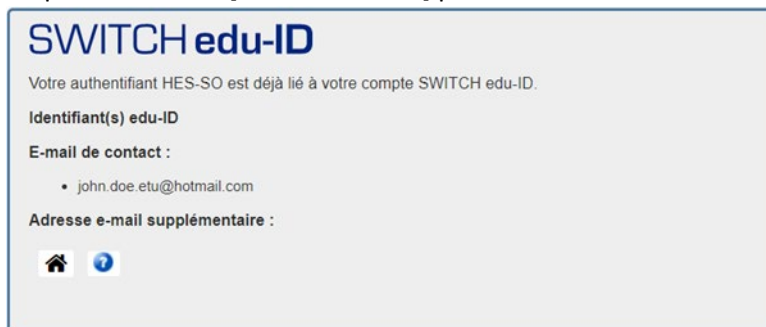 SWITCH edu-ID
Votre authentifiant HES-SO est déjà lié à votre compte SWITCH edu-ID.
Identifiant(s) edu-ID
E-mail de contact :
• john.doe.etu@hotmail.com
Adresse e-mail supplémentaire :
?